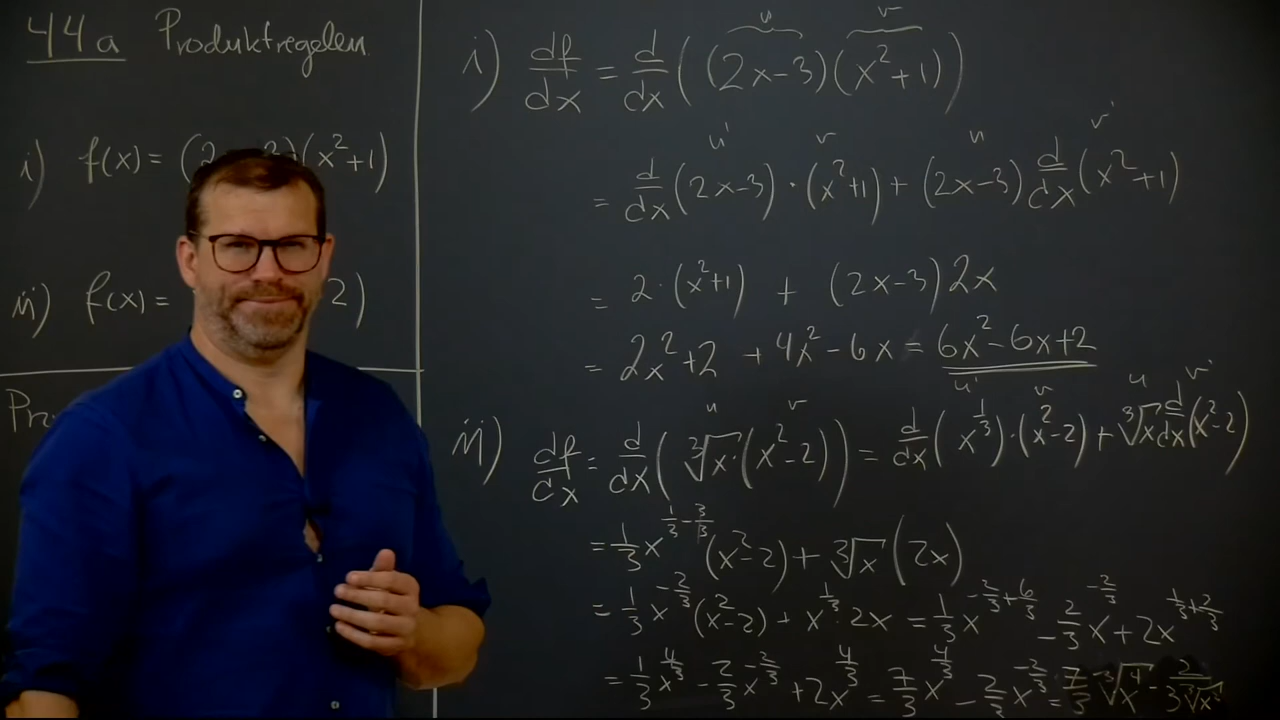 44a Produktregelen
i) f(x) = (2x-3)(x²+1)
ii) f(x) = 2)
Pr
u v
i) df/dx = d/dx ((2x-3)(x²+1))
u' v u v'
= d/dx (2x-3) · (x²+1) + (2x-3) d/dx (x²+1)
= 2·(x²+1) + (2x-3)2x
= 2x²+2 + 4x² - 6x = 6x²-6x+2
u v u' v u v'
ii) df/dx = d/dx (∛x·(x²-2)) = d/dx (x^{1/3})·(x²-2) + ∛x d/dx (x²-2)
= 1/3 x^{1/3 - 3/3} (x²-2) + ∛x (2x)
= 1/3 x^{-2/3} (x²-2) + x^{1/3} · 2x = 1/3 x^{-2/3+6/3} - 2/3 x^{-2/3} + 2x^{1/3+2/3}
= 1/3 x^{4/3} - 2/3 x^{-2/3} + 2x^{4/3} = 7/3 x^{4/3} - 2/3 x^{-2/3} = 7/3 ∛x⁴ - 2/3∛x²